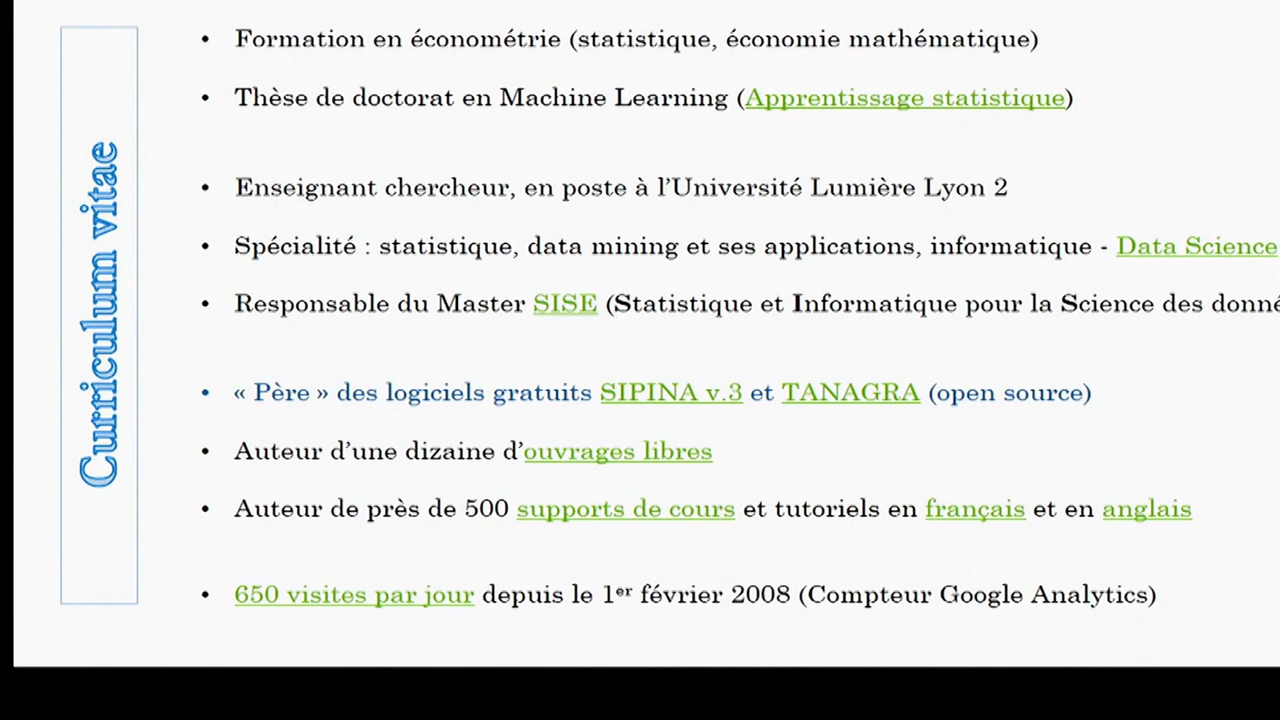 Curriculum vitae
• Formation en économétrie (statistique, économie mathématique)
• Thèse de doctorat en Machine Learning (Apprentissage statistique)
• Enseignant chercheur, en poste à l’Université Lumière Lyon 2
• Spécialité : statistique, data mining et ses applications, informatique - Data Science
• Responsable du Master SISE (Statistique et Informatique pour la Science des donné
• « Père » des logiciels gratuits SIPINA v.3 et TANAGRA (open source)
• Auteur d’une dizaine d’ouvrages libres
• Auteur de près de 500 supports de cours et tutoriels en français et en anglais
• 650 visites par jour depuis le 1er février 2008 (Compteur Google Analytics)